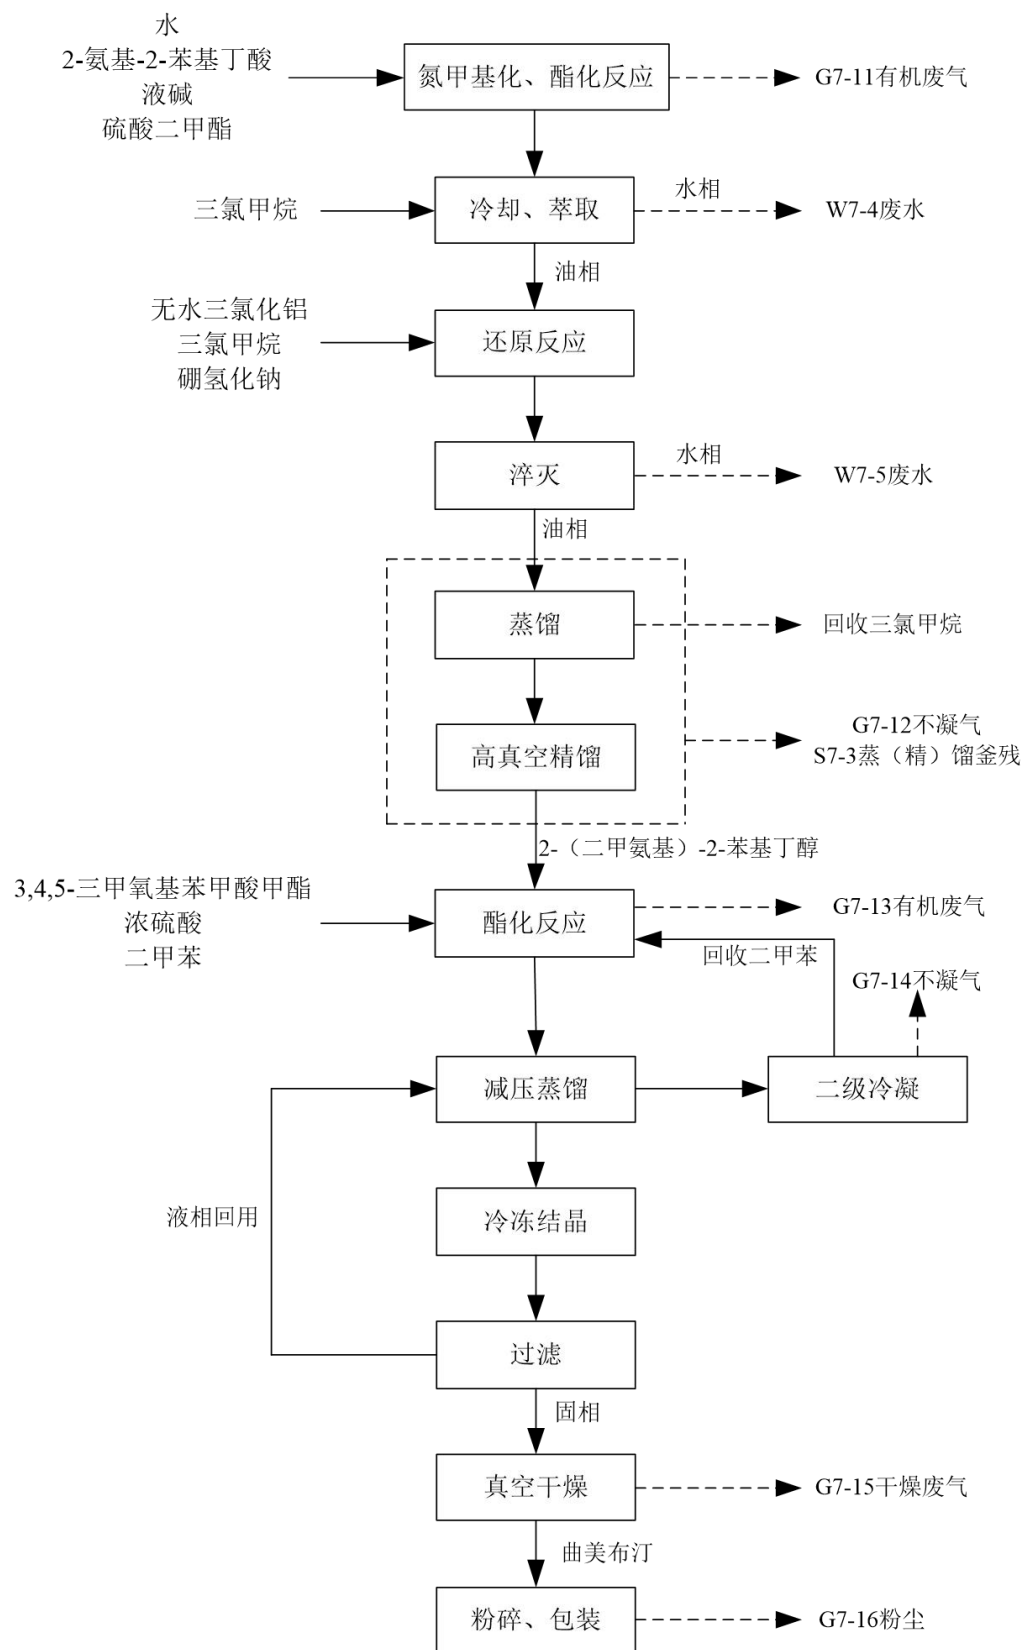 水
2-氨基-2-苯基丁酸
液碱
硫酸二甲酯
氮甲基化、酯化反应
G7-11有机废气
三氯甲烷
冷却、萃取
水相
W7-4废水
油相
无水三氯化铝
三氯甲烷
硼氢化钠
还原反应
淬灭
水相
W7-5废水
油相
蒸馏
回收三氯甲烷
高真空精馏
G7-12不凝气
S7-3蒸（精）馏釜残
2-（二甲氨基）-2-苯基丁醇
3,4,5-三甲氧基苯甲酸甲酯
浓硫酸
二甲苯
酯化反应
G7-13有机废气
回收二甲苯
G7-14不凝气
减压蒸馏
二级冷凝
液相回用
冷冻结晶
过滤
固相
真空干燥
G7-15干燥废气
曲美布汀
粉碎、包装
G7-16粉尘